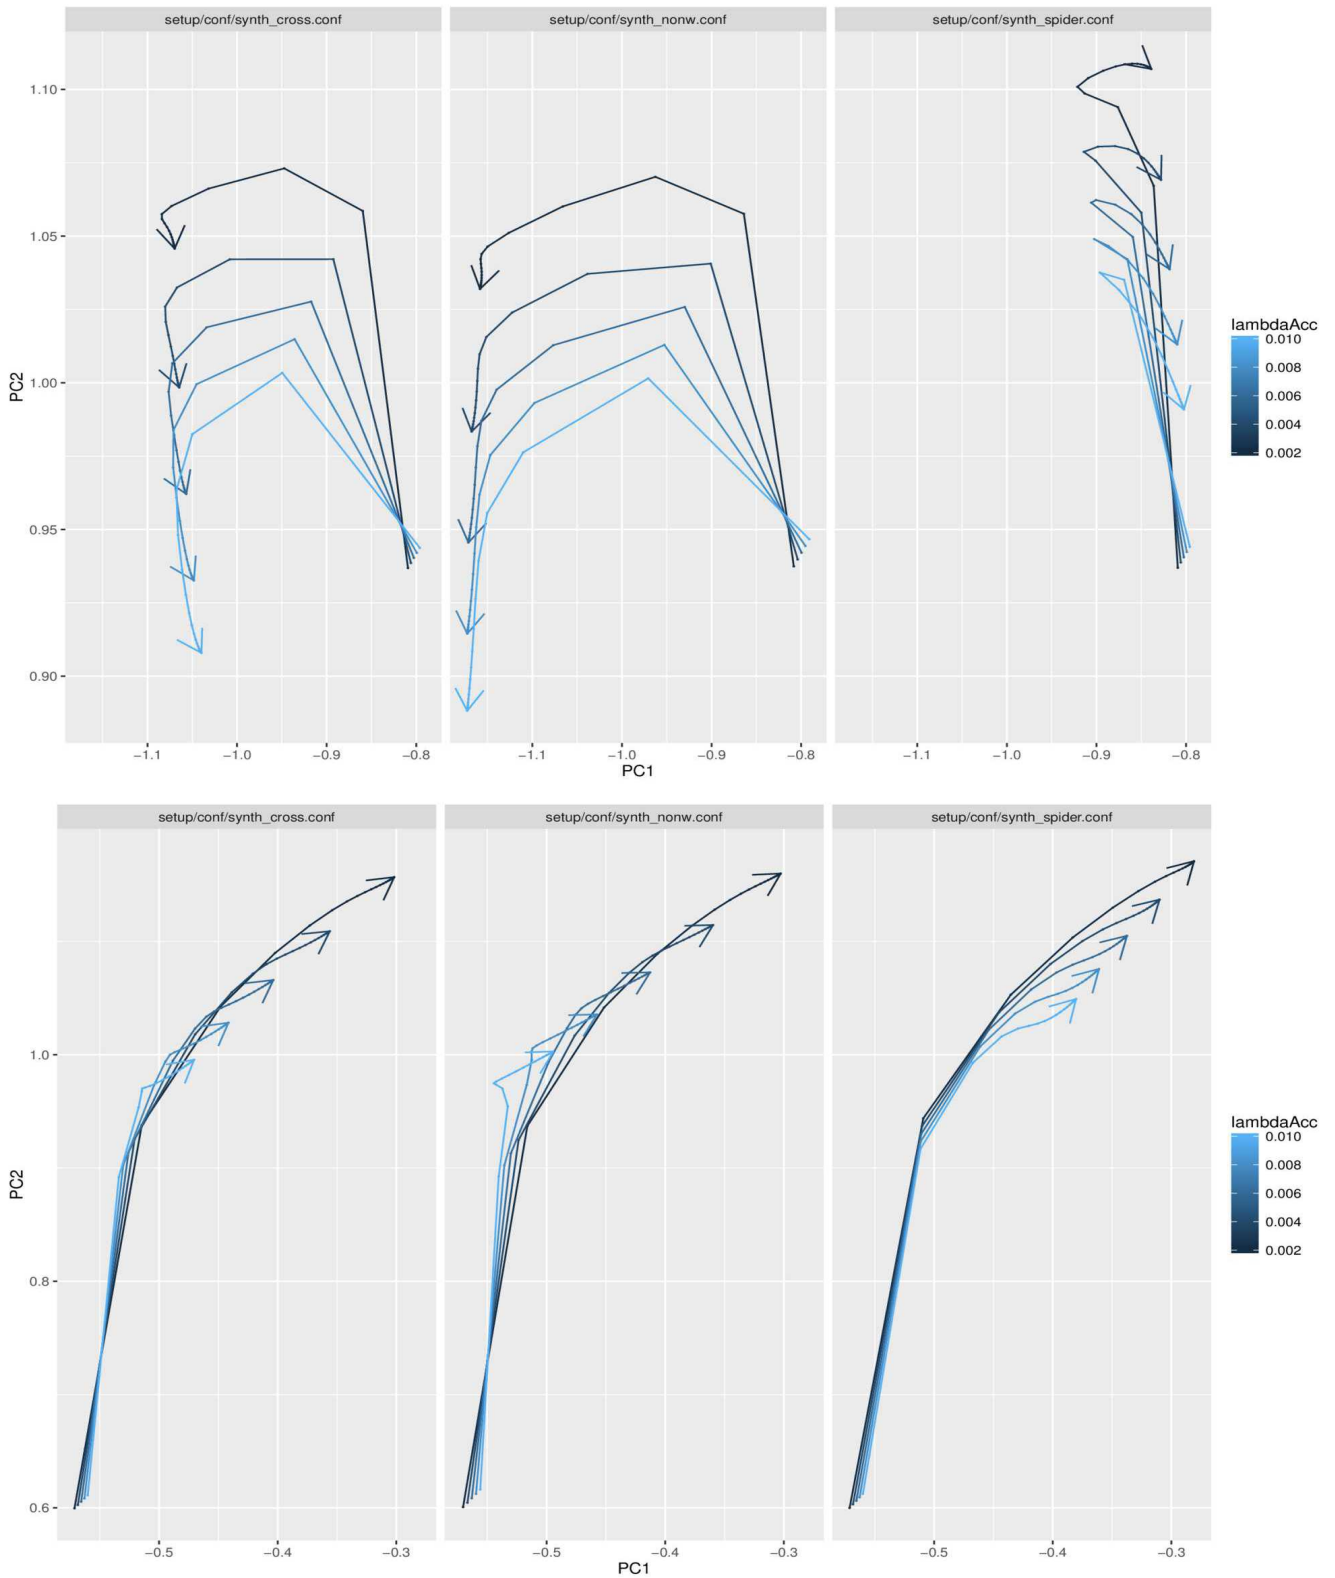 setup/conf/synth_cross.conf setup/conf/synth_nonw.conf setup/conf/synth_spider.conf
1.10
1.05
1.00
0.95
0.90
PC2
−1.1 −1.0 −0.9 −0.8 −1.1 −1.0 −0.9 −0.8 −1.1 −1.0 −0.9 −0.8
PC1
lambdaAcc
0.010
0.008
0.006
0.004
0.002
setup/conf/synth_cross.conf setup/conf/synth_nonw.conf setup/conf/synth_spider.conf
1.0
0.8
0.6
PC2
−0.5 −0.4 −0.3 −0.5 −0.4 −0.3 −0.5 −0.4 −0.3
PC1
lambdaAcc
0.010
0.008
0.006
0.004
0.002